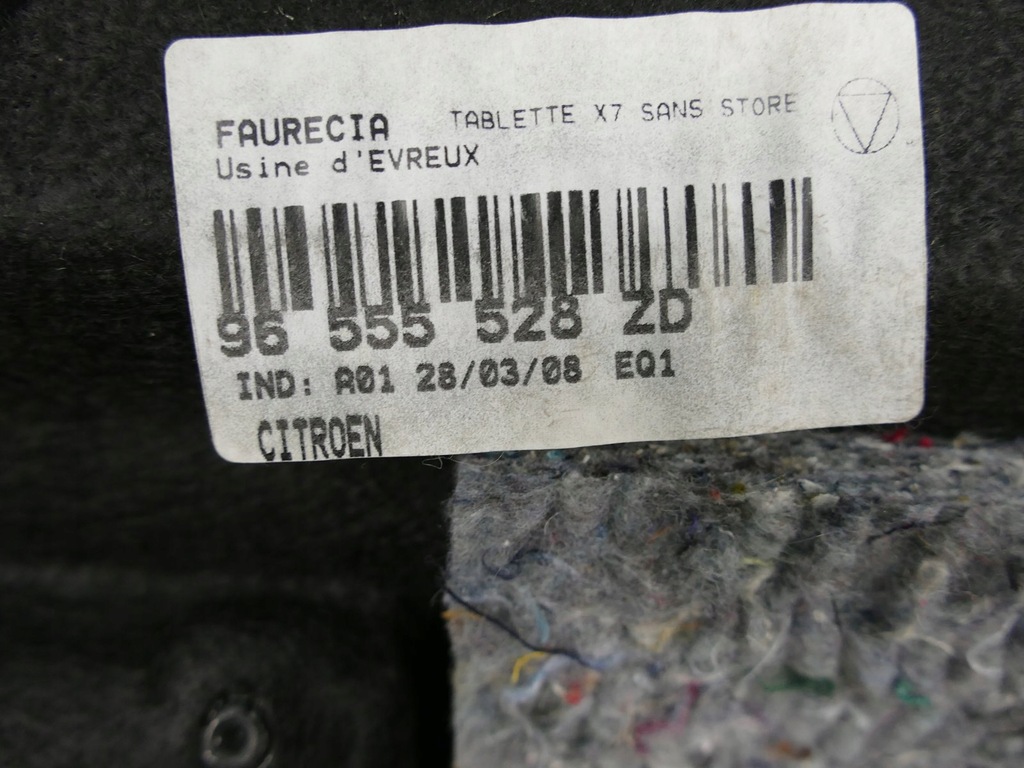 FAURECIA TABLETTE X7 SANS STORE
Usine d'EVREUX
96 555 528 ZD
IND: A01 28/03/08 EQ1
CITROEN